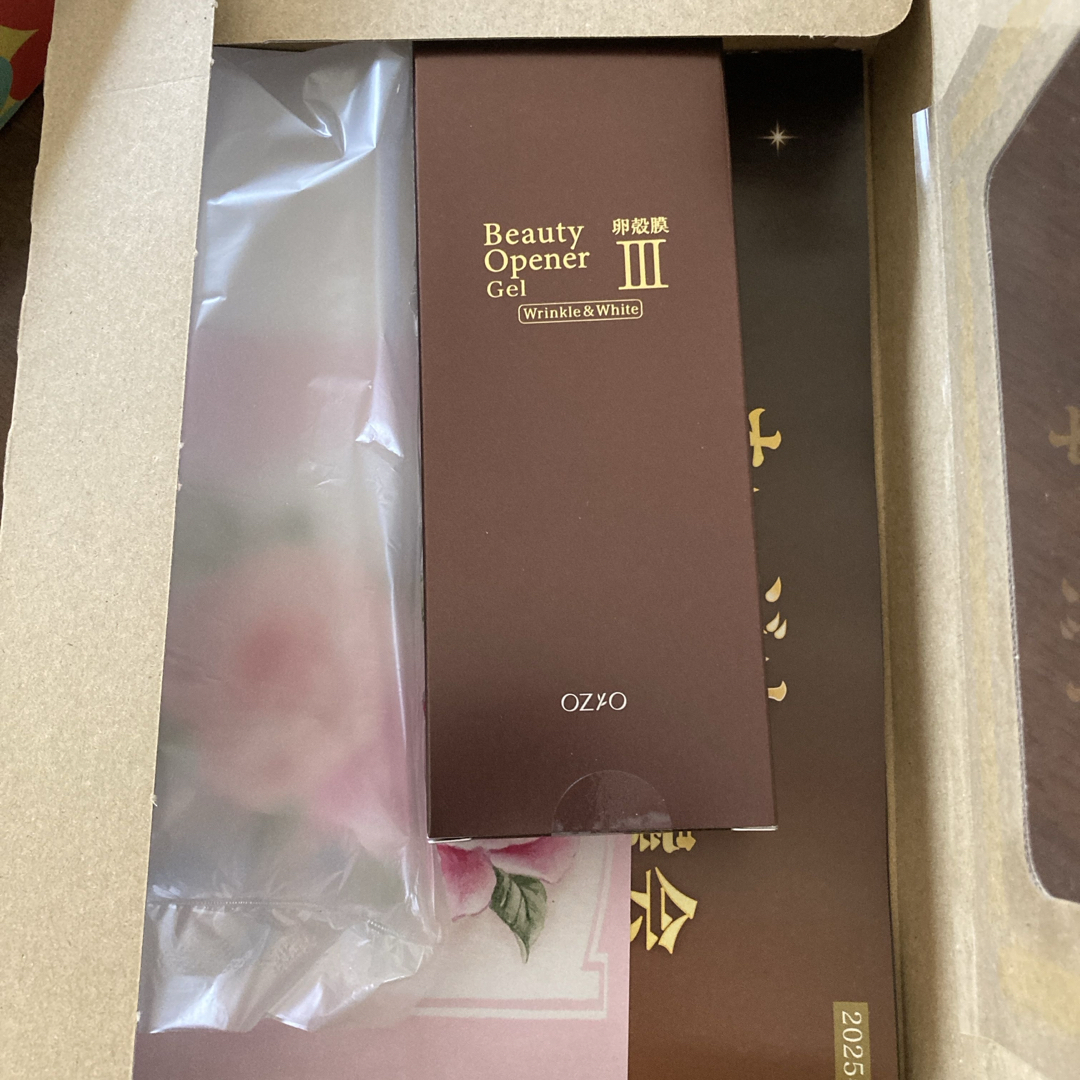 Beauty
Opener
Gel
卵殻膜
III
Wrinkle & White
OZIO
2025